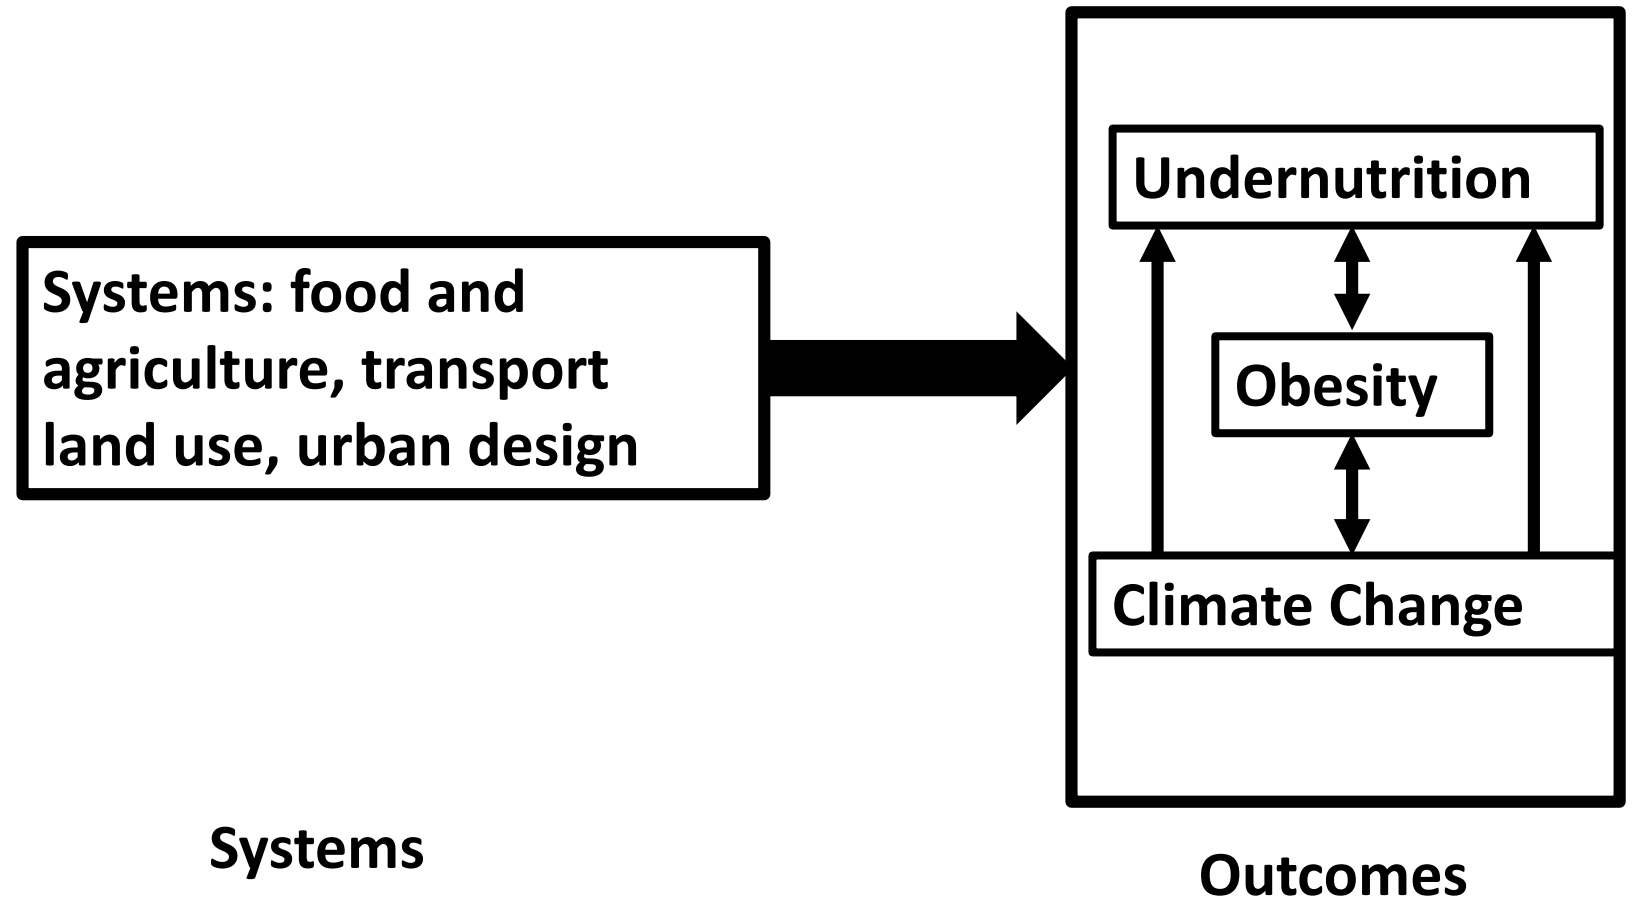 Systems: food and
agriculture, transport
land use, urban design
Undernutrition
Obesity
Climate Change
Systems
Outcomes